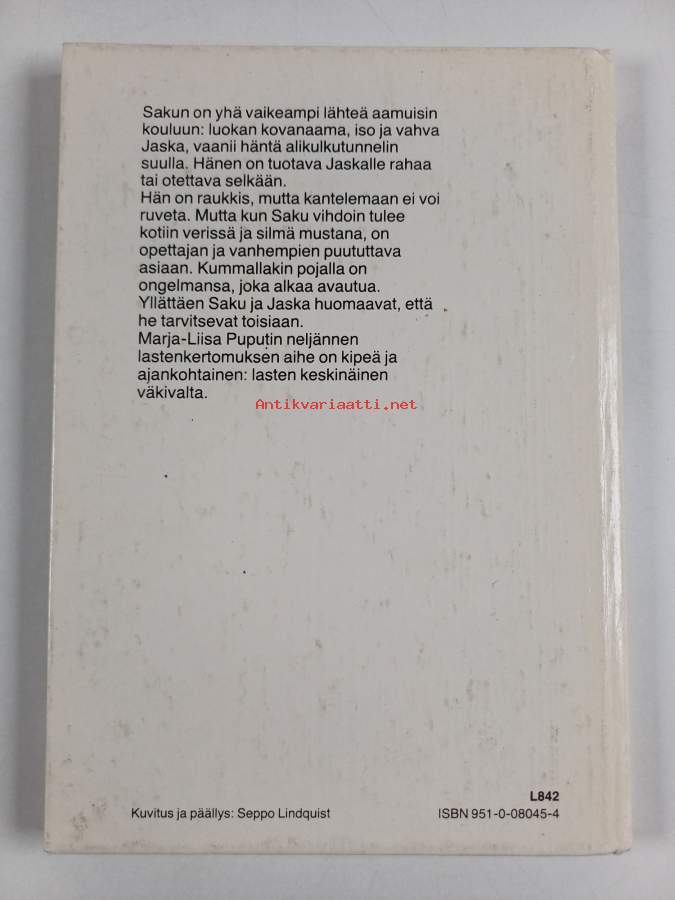 Sakun on yhä vaikeampi lähteä aamuisin
kouluun: luokan kovanaama, iso ja vahva
Jaska, vaanii häntä alikulkutunnelin
suulla. Hänen on tuotava Jaskalle rahaa
tai otettava selkään.
Hän on raukkis, mutta kantelemaan ei voi
ruveta. Mutta kun Saku vihdoin tulee
kotiin verissä ja silmä mustana, on
opettajan ja vanhempien puututtava
asiaan. Kummallakin pojalla on
ongelmansa, joka alkaa avautua.
Yllättäen Saku ja Jaska huomaavat, että
he tarvitsevat toisiaan.
Marja-Liisa Puputin neljännen
lastenkertomuksen aihe on kipeä ja
ajankohtainen: lasten keskinäinen
väkivalta.
Antikvariaatti.net
L842
Kuvitus ja päällys: Seppo Lindquist
ISBN 951-0-08045-4